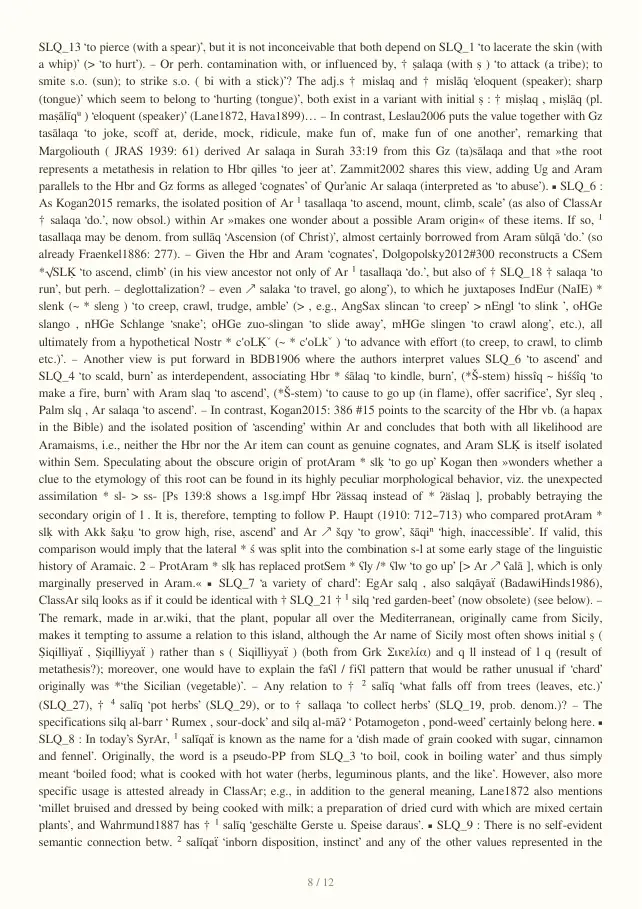 SLQ_13 ‘to pierce (with a spear)’, but it is not inconceivable that both depend on SLQ_1 ‘to lacerate the skin (with
a whip)’ (> ‘to hurt’). – Or perh. contamination with, or influenced by, † ṣalaqa (with ṣ ) ‘to attack (a tribe); to
smite s.o. (sun); to strike s.o. ( bi with a stick)’? The adj.s † mislaq and † mislāq ‘eloquent (speaker); sharp
(tongue)’ which seem to belong to ‘hurting (tongue)’, both exist in a variant with initial ṣ : † miṣlaq , miṣlāq (pl.
maṣālīqᵘ ) ‘eloquent (speaker)’ (Lane1872, Hava1899)… – In contrast, Leslau2006 puts the value together with Gz
tasālaqa ‘to joke, scoff at, deride, mock, ridicule, make fun of, make fun of one another’, remarking that
Margoliouth ( JRAS 1939: 61) derived Ar salaqa in Surah 33:19 from this Gz (ta)sālaqa and that »the root
represents a metathesis in relation to Hbr qilles ‘to jeer at’. Zammit2002 shares this view, adding Ug and Aram
parallels to the Hbr and Gz forms as alleged ‘cognates’ of Qur’anic Ar salaqa (interpreted as ‘to abuse’). ▪ SLQ_6 :
As Kogan2015 remarks, the isolated position of Ar ¹ tasallaqa ‘to ascend, mount, climb, scale’ (as also of ClassAr
† salaqa ‘do.’, now obsol.) within Ar »makes one wonder about a possible Aram origin« of these items. If so, ¹
tasallaqa may be denom. from sullāq ‘Ascension (of Christ)’, almost certainly borrowed from Aram sūlqā ‘do.’ (so
already Fraenkel1886: 277). – Given the Hbr and Aram ‘cognates’, Dolgopolsky2012#300 reconstructs a CSem
*√SLḲ ‘to ascend, climb’ (in his view ancestor not only of Ar ¹ tasallaqa ‘do.’, but also of † SLQ_18 † salaqa ‘to
run’, but perh. – deglottalization? – even ↗ salaka ‘to travel, go along’), to which he juxtaposes IndEur (NaIE) *
slenk (~ * sleng ) ‘to creep, crawl, trudge, amble’ (> , e.g., AngSax slincan ‘to creep’ > nEngl ‘to slink ’, oHGe
slango , nHGe Schlange ‘snake’; oHGe zuo-slingan ‘to slide away’, mHGe slingen ‘to crawl along’, etc.), all
ultimately from a hypothetical Nostr * c'oLḲ˅ (~ * c'oLk˅ ) ‘to advance with effort (to creep, to crawl, to climb
etc.)’. – Another view is put forward in BDB1906 where the authors interpret values SLQ_6 ‘to ascend’ and
SLQ_4 ‘to scald, burn’ as interdependent, associating Hbr * śālaq ‘to kindle, burn’, (*Š-stem) hissîq ~ hiśśîq ‘to
make a fire, burn’ with Aram slaq ‘to ascend’, (*Š-stem) ‘to cause to go up (in flame), offer sacrifice’, Syr sleq ,
Palm slq , Ar salaqa ‘to ascend’. – In contrast, Kogan2015: 386 #15 points to the scarcity of the Hbr vb. (a hapax
in the Bible) and the isolated position of ‘ascending’ within Ar and concludes that both with all likelihood are
Aramaisms, i.e., neither the Hbr nor the Ar item can count as genuine cognates, and Aram SLḲ is itself isolated
within Sem. Speculating about the obscure origin of protAram * slḳ ‘to go up’ Kogan then »wonders whether a
clue to the etymology of this root can be found in its highly peculiar morphological behavior, viz. the unexpected
assimilation * sl- > ss- [Ps 139:8 shows a 1sg.impf Hbr ʔässaq instead of * ʔäslaq ], probably betraying the
secondary origin of l . It is, therefore, tempting to follow P. Haupt (1910: 712–713) who compared protAram *
slḳ with Akk šaḳu ‘to grow high, rise, ascend’ and Ar ↗ šqy ‘to grow’, šāqiⁿ ‘high, inaccessible’. If valid, this
comparison would imply that the lateral * ś was split into the combination s-l at some early stage of the linguistic
history of Aramaic. 2 – ProtAram * slḳ has replaced protSem * ʕly /* ʕlw ‘to go up’ [> Ar ↗ ʕalā ], which is only
marginally preserved in Aram.« ▪ SLQ_7 ‘a variety of chard’: EgAr salq , also salqāyaẗ (BadawiHinds1986),
ClassAr silq looks as if it could be identical with † SLQ_21 † ¹ silq ‘red garden-beet’ (now obsolete) (see below). –
The remark, made in ar.wiki, that the plant, popular all over the Mediterranean, originally came from Sicily,
makes it tempting to assume a relation to this island, although the Ar name of Sicily most often shows initial ṣ (
Ṣiqilliyaẗ , Ṣiqilliyyaẗ ) rather than s ( Siqilliyyaẗ ) (both from Grk Σικελία) and q ll instead of l q (result of
metathesis?); moreover, one would have to explain the faʕl / fiʕl pattern that would be rather unusual if ‘chard’
originally was *‘the Sicilian (vegetable)’. – Any relation to † ² salīq ‘what falls off from trees (leaves, etc.)’
(SLQ_27), † ⁴ salīq ‘pot herbs’ (SLQ_29), or to † sallaqa ‘to collect herbs’ (SLQ_19, prob. denom.)? – The
specifications silq al-barr ‘ Rumex , sour-dock’ and silq al-māʔ ‘ Potamogeton , pond-weed’ certainly belong here. ▪
SLQ_8 : In today’s SyrAr, ¹ salīqaẗ is known as the name for a ‘dish made of grain cooked with sugar, cinnamon
and fennel’. Originally, the word is a pseudo-PP from SLQ_3 ‘to boil, cook in boiling water’ and thus simply
meant ‘boiled food; what is cooked with hot water (herbs, leguminous plants, and the like’. However, also more
specific usage is attested already in ClassAr; e.g., in addition to the general meaning, Lane1872 also mentions
‘millet bruised and dressed by being cooked with milk; a preparation of dried curd with which are mixed certain
plants’, and Wahrmund1887 has † ¹ salīq ‘geschälte Gerste u. Speise daraus’. ▪ SLQ_9 : There is no self-evident
semantic connection betw. ² salīqaẗ ‘inborn disposition, instinct’ and any of the other values represented in the
8 / 12